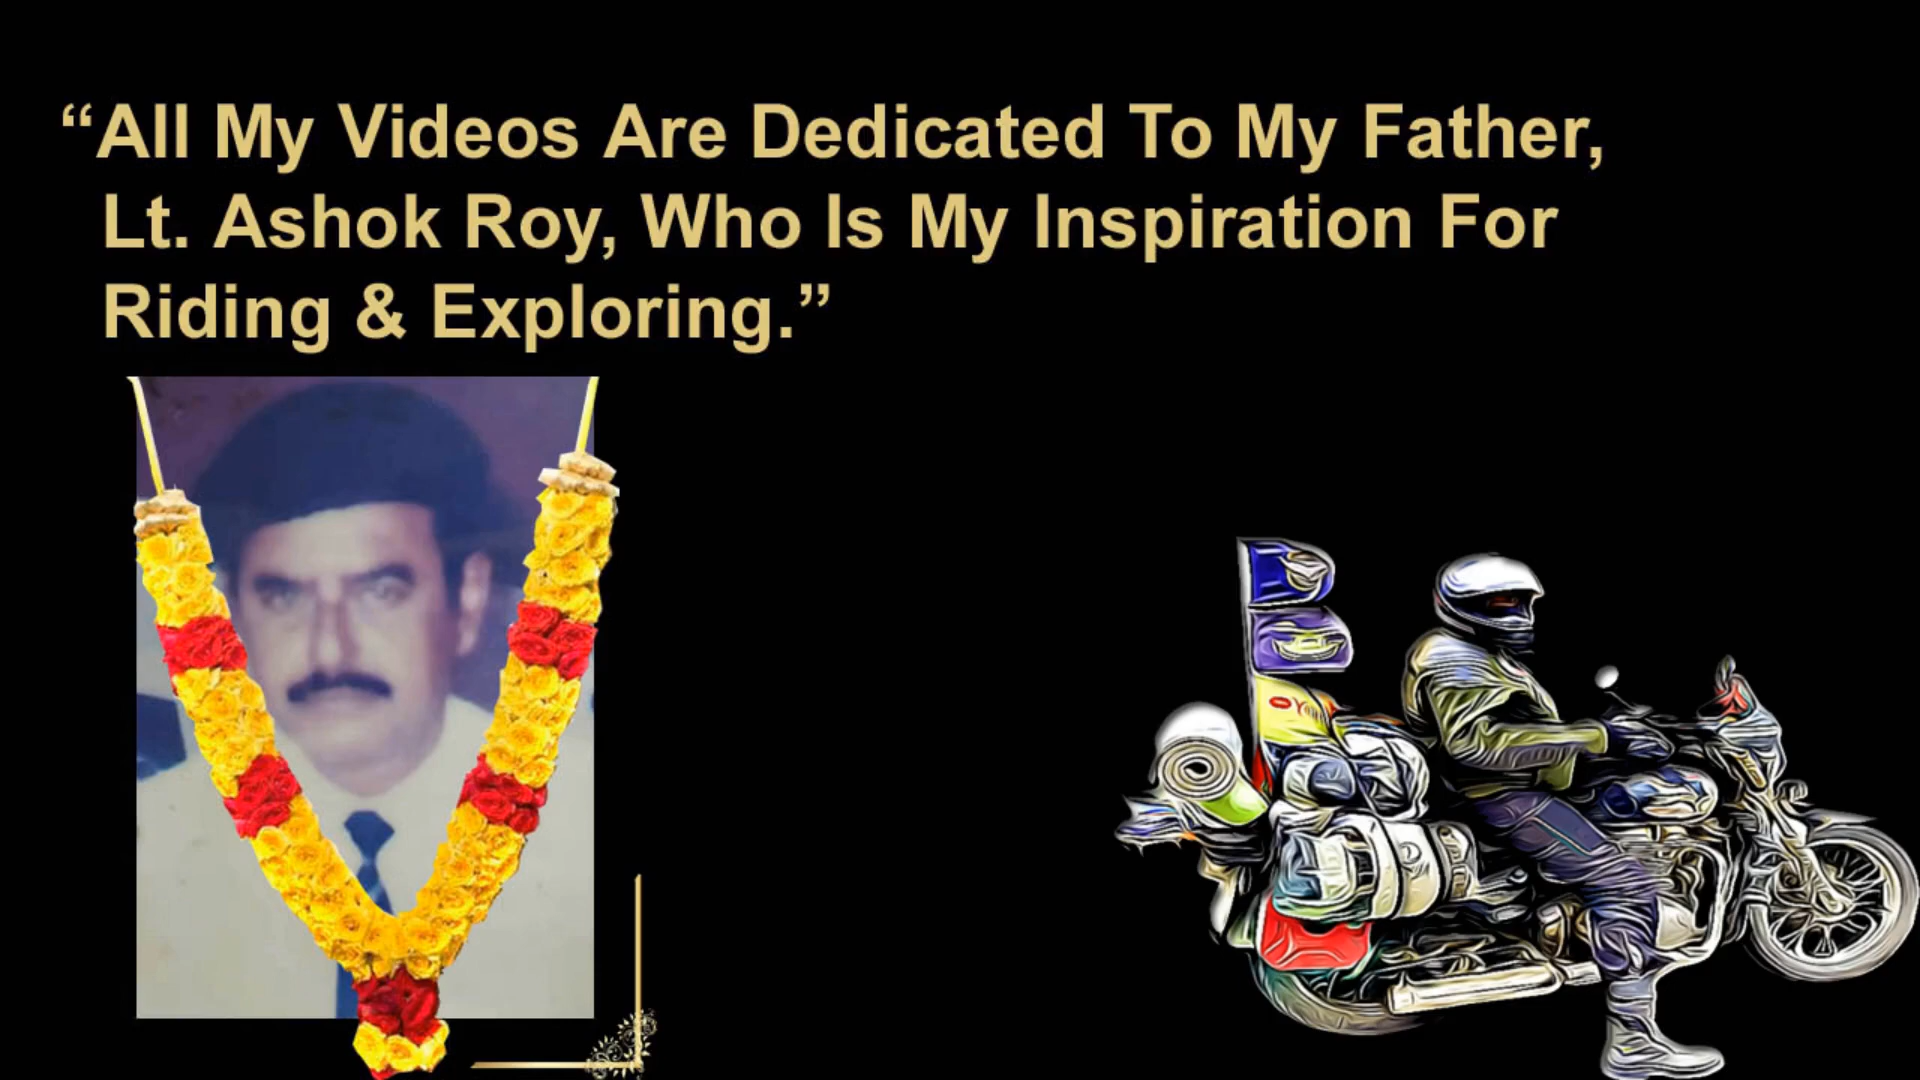 “All My Videos Are Dedicated To My Father,
Lt. Ashok Roy, Who Is My Inspiration For
Riding & Exploring.”